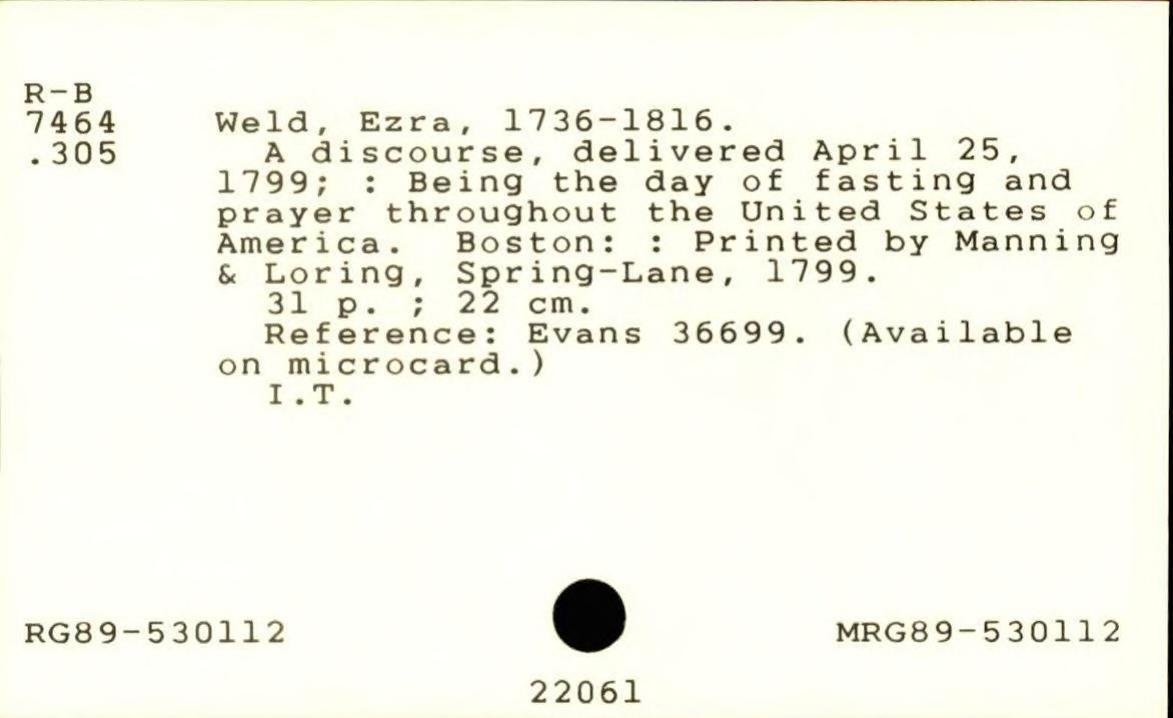 R-B
7464 Weld, Ezra, 1736-1816.
.305 A discourse, delivered April 25,
1799; : Being the day of fasting and
prayer throughout the United States of
America. Boston: : Printed by Manning
& Loring, Spring-Lane, 1799.
31 p. ; 22 cm.
Reference: Evans 36699. (Available
on microcard.)
I.T.
RG89-530112 MRG89-530112
22061